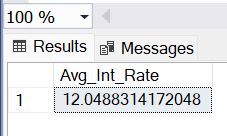 100 %
Results Messages
Avg_Int_Rate
1 12.0488314172048